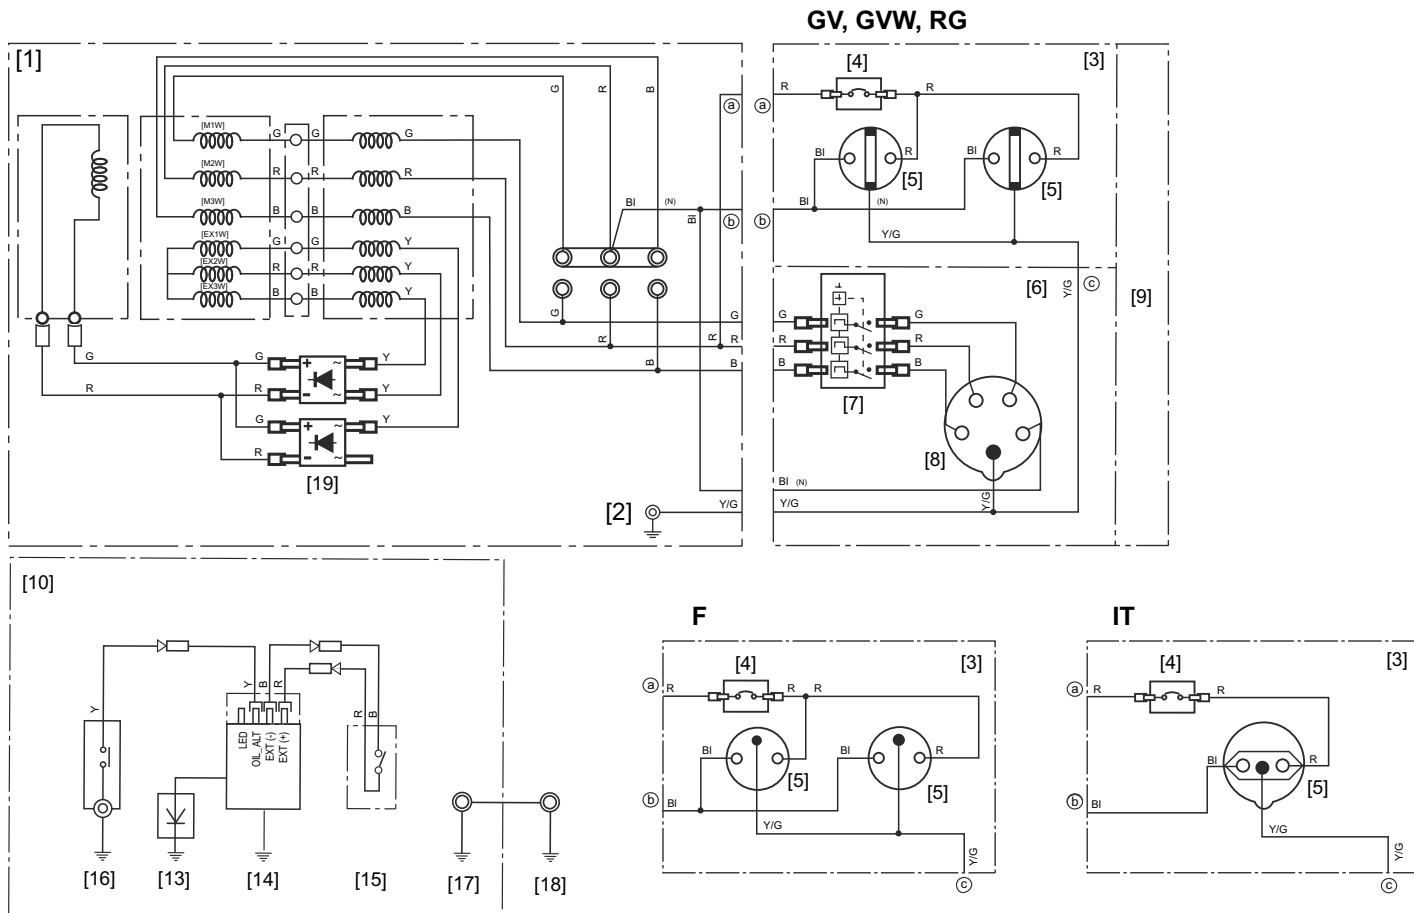 GV, GVW, RG
[1]
[3]
[4]
R
R
a
a
G
R
B
[M1W]
G
G
G
[M2W]
R
R
R
[M3W]
B
B
B
[EX1W]
G
G
Y
[EX2W]
R
R
Y
[EX3W]
B
B
Y
Bl
(N)
Bl
b
b
Bl
R
[5]
Bl
R
[5]
Bl
(N)
Y/G
[6]
Y/G
c
[9]
G
R
B
G
R
B
R
G
R
B
+
G
R
B
[7]
[8]
G
R
G
+
~
Y
R
-
~
Y
G
+
~
Y
R
-
~
[19]
[2]
Y/G
Bl
(N)
Y/G
Y/G
[10]
Y
Y
B
R
R
B
LED
OIL_ALT
EXT (-)
EXT (+)
[16]
[13]
[14]
[15]
[17]
[18]
F
[3]
[4]
a
R
R
R
Bl
[5]
Bl
R
[5]
b
Bl
Y/G
Y/G
c
IT
[3]
[4]
a
R
R
Bl
R
[5]
b
Bl
Y/G
Y/G
c